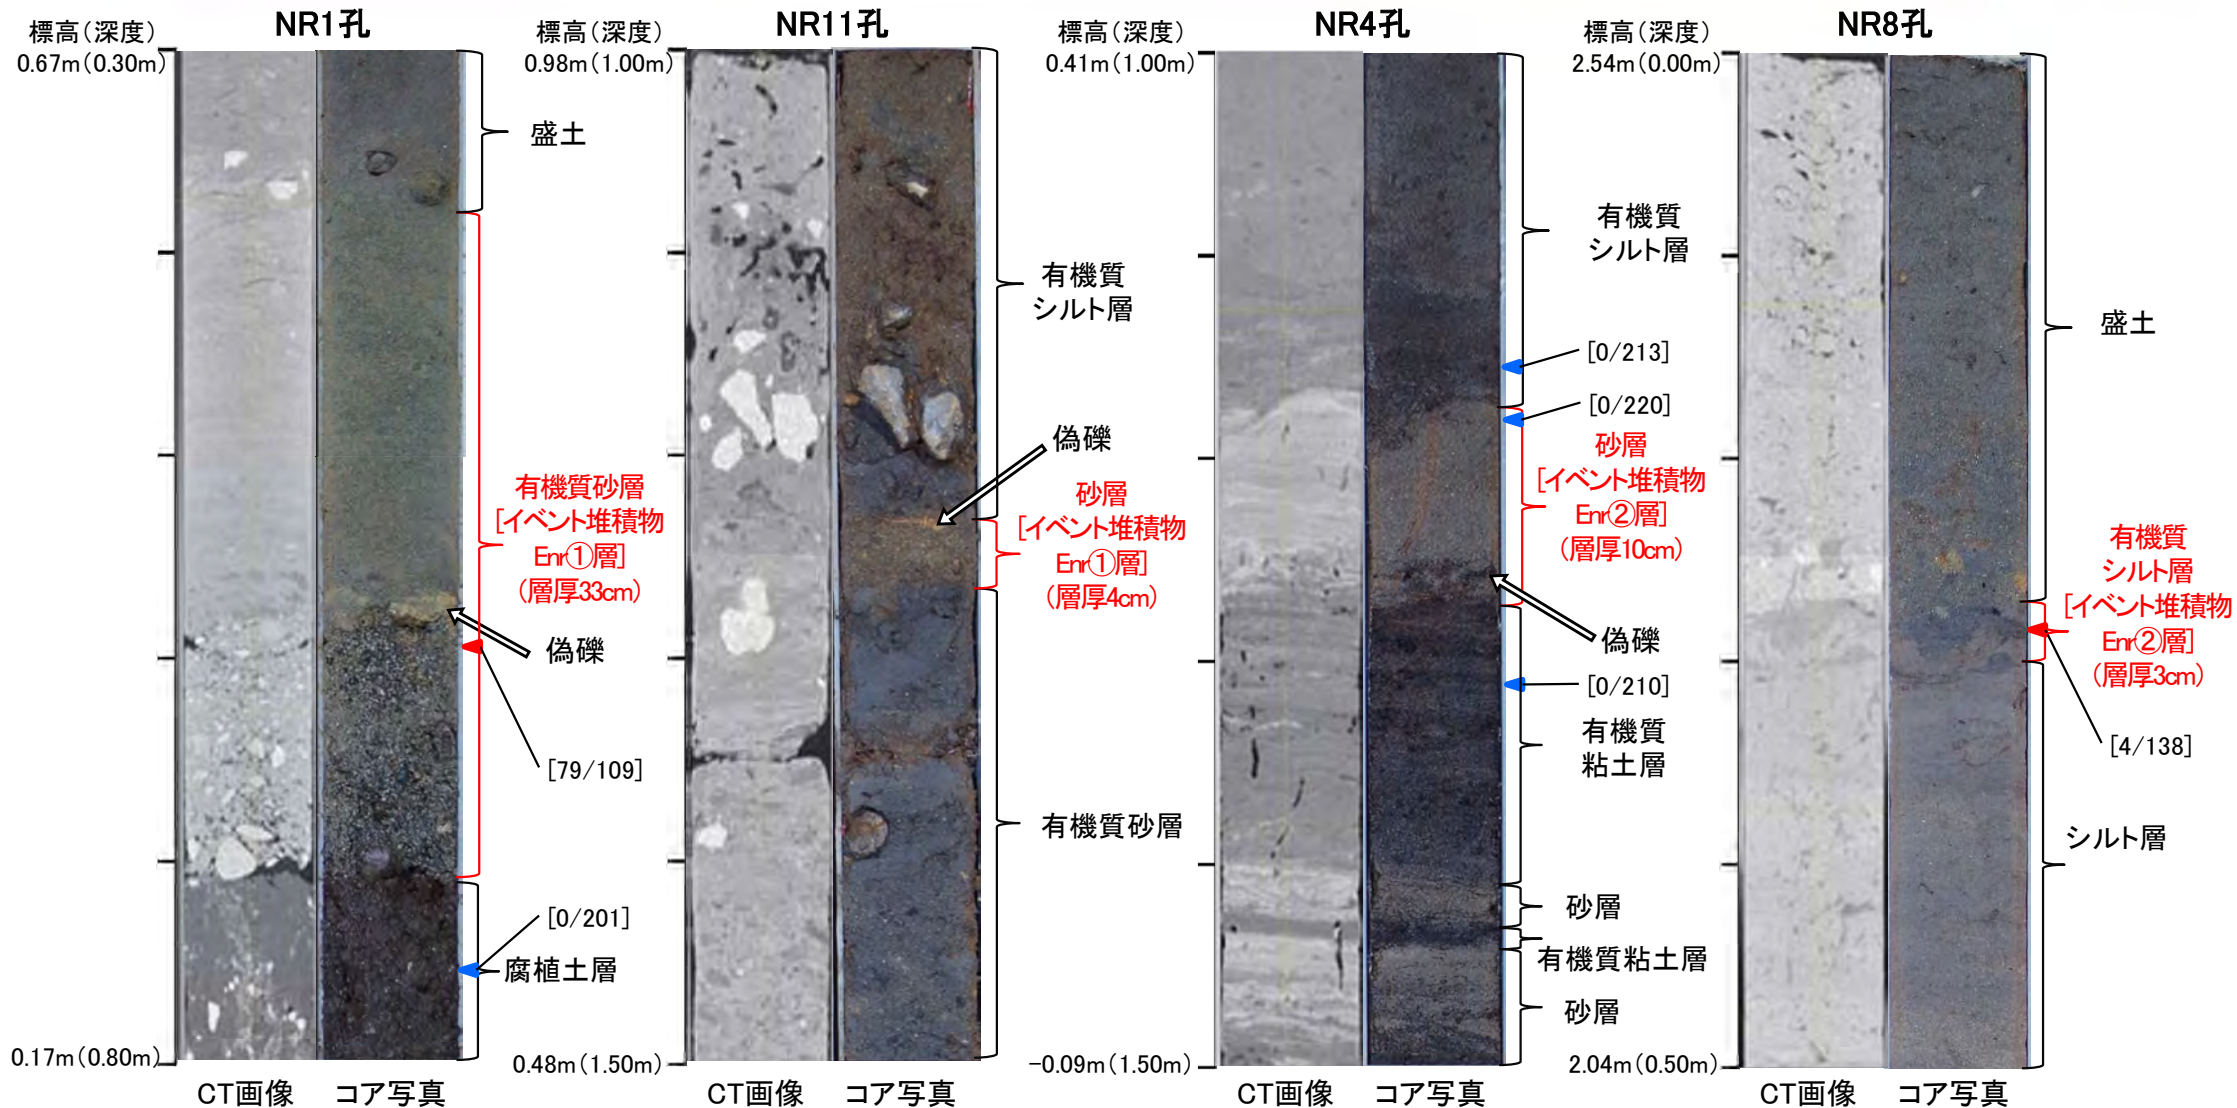 NR1孔
標高(深度)
0.67m(0.30m)
盛土
有機質砂層
[イベント堆積物
Enr①層]
(層厚33cm)
偽礫
[79/109]
[0/201]
腐植土層
0.17m(0.80m)
CT画像
コア写真
NR11孔
標高(深度)
0.98m(1.00m)
有機質
シルト層
偽礫
砂層
[イベント堆積物
Enr①層]
(層厚4cm)
有機質砂層
0.48m(1.50m)
CT画像
コア写真
NR4孔
標高(深度)
0.41m(1.00m)
有機質
シルト層
[0/213]
[0/220]
砂層
[イベント堆積物
Enr②層]
(層厚10cm)
偽礫
[0/210]
有機質
粘土層
砂層
有機質粘土層
砂層
-0.09m(1.50m)
CT画像
コア写真
NR8孔
標高(深度)
2.54m(0.00m)
盛土
有機質
シルト層
[イベント堆積物
Enr②層]
(層厚3cm)
[4/138]
シルト層
2.04m(0.50m)
CT画像
コア写真